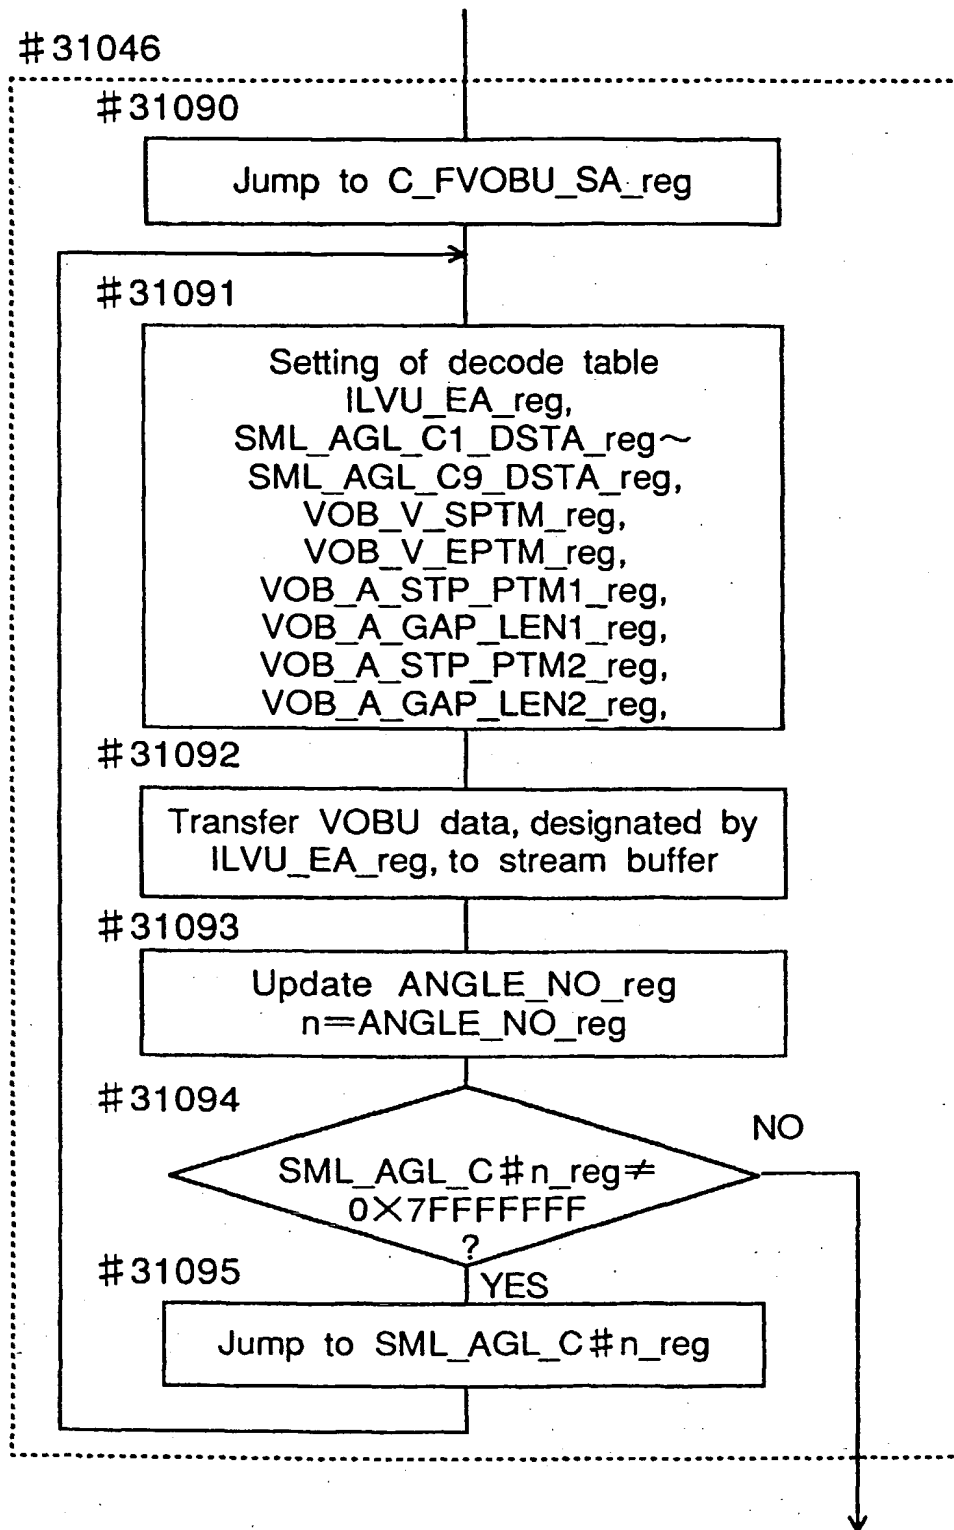 #31046
#31090
Jump to C_FVOBU_SA_reg
#31091
Setting of decode table
ILVU_EA_reg,
SML_AGL_C1_DSTA_reg~
SML_AGL_C9_DSTA_reg,
VOB_V_SPTM_reg,
VOB_V_EPTM_reg,
VOB_A_STP_PTM1_reg,
VOB_A_GAP_LEN1_reg,
VOB_A_STP_PTM2_reg,
VOB_A_GAP_LEN2_reg,
#31092
Transfer VOBU data, designated by
ILVU_EA_reg, to stream buffer
#31093
Update ANGLE_NO_reg
n=ANGLE_NO_reg
#31094
NO
SML_AGL_C#n_reg≠
0X7FFFFFFF
?
#31095
YES
Jump to SML_AGL_C#n_reg